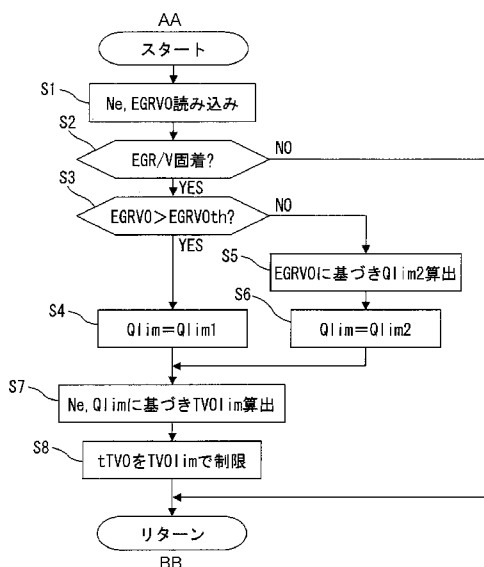 AA
スタート
S1
Ne,EGRVO読み込み
S2
EGR/V固着?
NO
YES
S3
EGRVO＞EGRVOth?
NO
YES
S5
EGRVOに基づきQlim2算出
S4
Qlim＝Qlim1
S6
Qlim＝Qlim2
S7
Ne,Qlimに基づきTVOlim算出
S8
tTVOをTVOlimで制限
リターン
BB